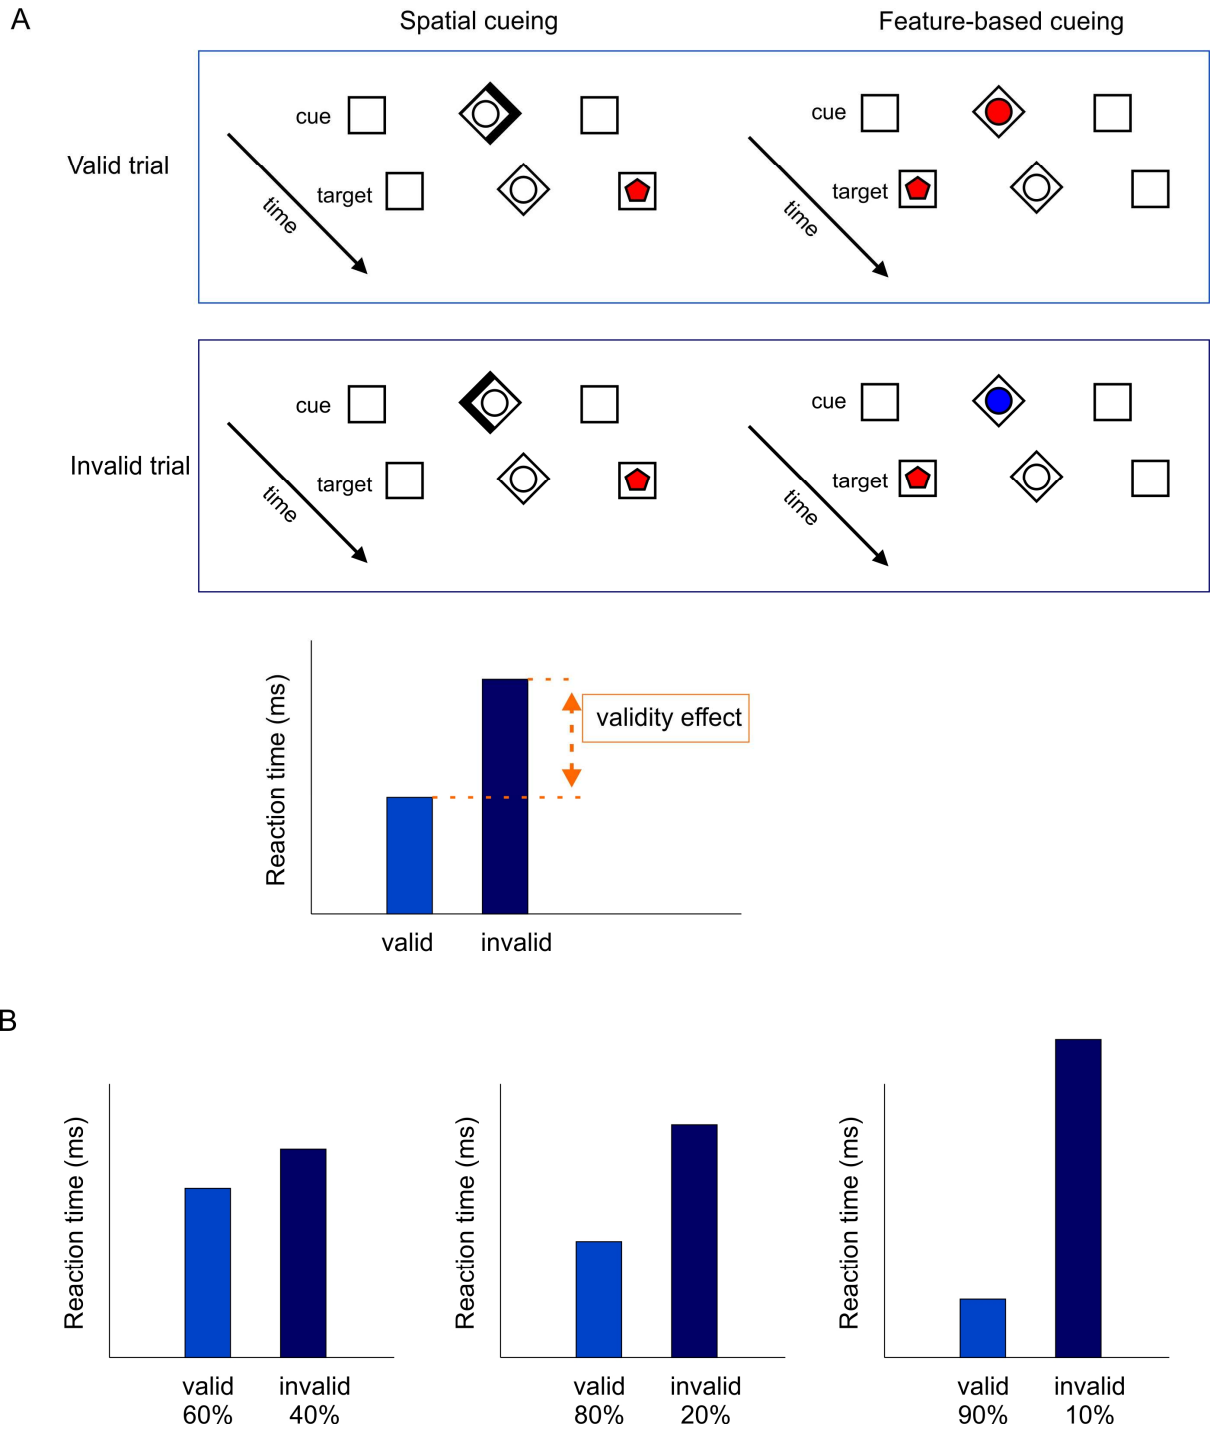 A
Spatial cueing
Feature-based cueing
Valid trial
cue
target
time
cue
target
time
Invalid trial
cue
target
time
cue
target
time
Reaction time (ms)
validity effect
valid
invalid
B
Reaction time (ms)
valid
60%
invalid
40%
Reaction time (ms)
valid
80%
invalid
20%
Reaction time (ms)
valid
90%
invalid
10%